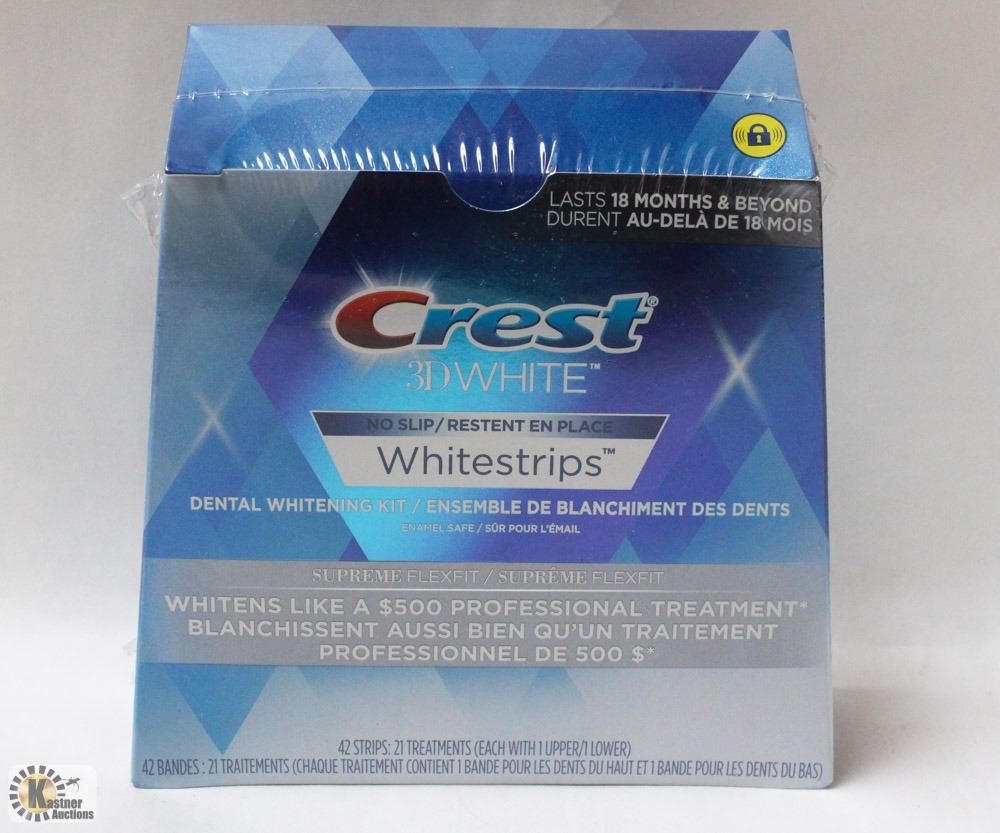 LASTS 18 MONTHS & BEYOND
DURENT AU-DELÀ DE 18 MOIS
Crest®
3D WHITE™
NO SLIP / RESTENT EN PLACE
Whitestrips™
DENTAL WHITENING KIT / ENSEMBLE DE BLANCHIMENT DES DENTS
ENAMEL SAFE / SÛR POUR L'ÉMAIL
SUPREME FLEXFIT / SUPRÊME FLEXFIT
WHITENS LIKE A $500 PROFESSIONAL TREATMENT*
BLANCHISSENT AUSSI BIEN QU'UN TRAITEMENT
PROFESSIONNEL DE 500 $*
42 STRIPS: 21 TREATMENTS (EACH WITH 1 UPPER/1 LOWER)
42 BANDES : 21 TRAITEMENTS (CHAQUE TRAITEMENT CONTIENT 1 BANDE POUR LES DENTS DU HAUT ET 1 BANDE POUR LES DENTS DU BAS)
Kastner
Auctions